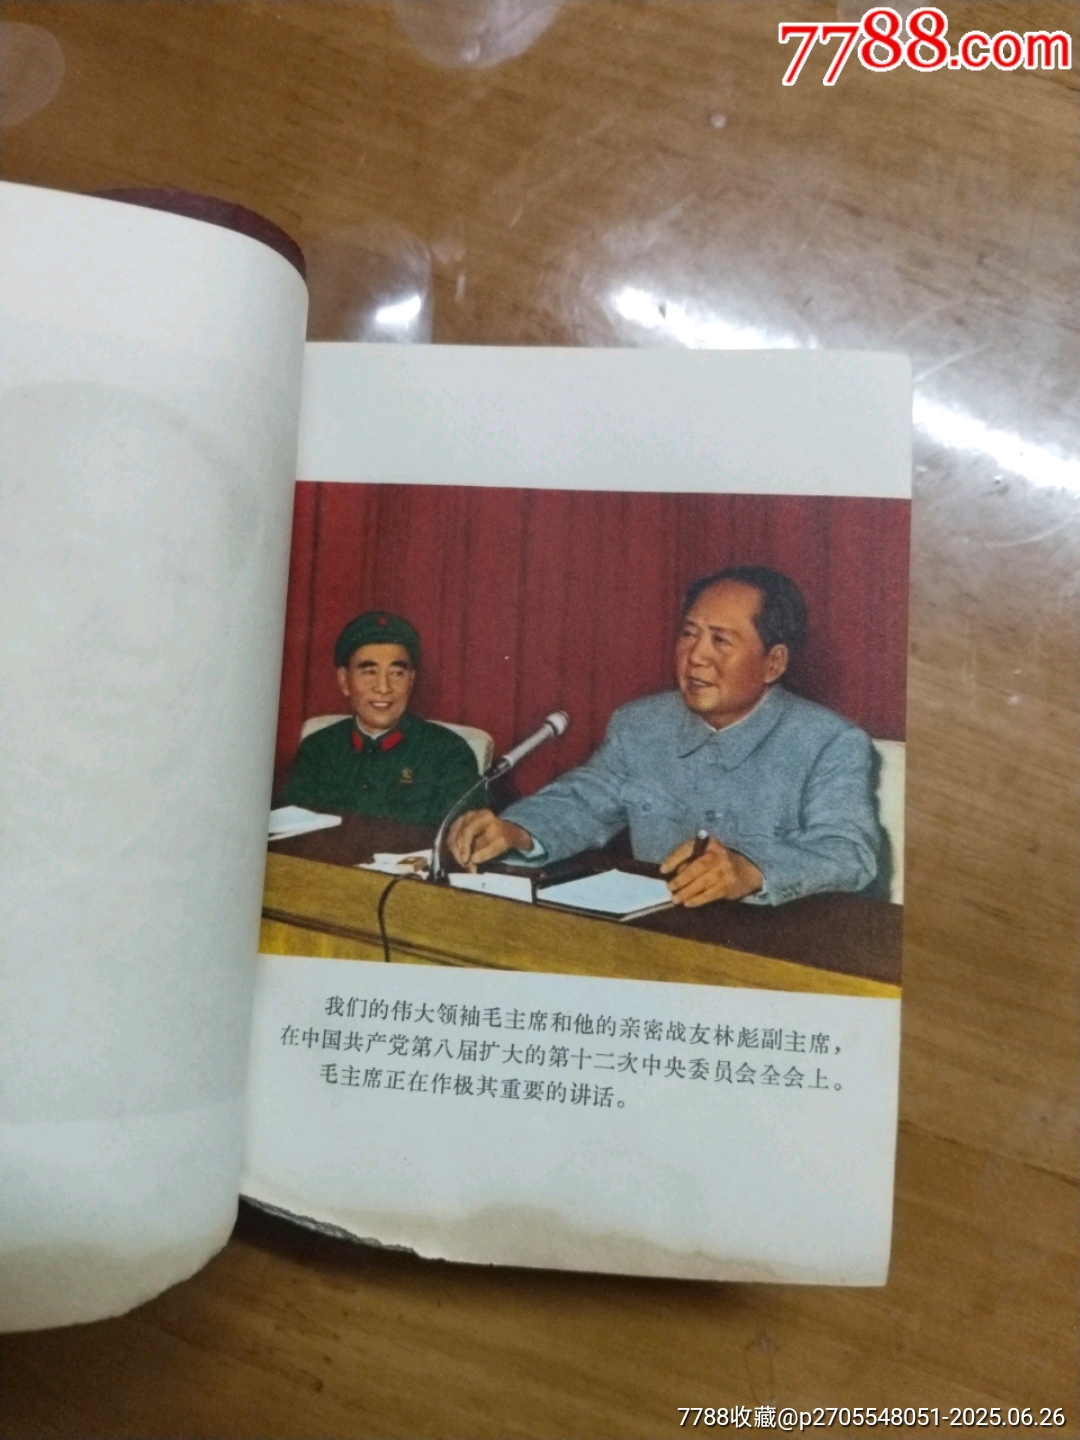 7788.com
我们的伟大领袖毛主席和他的亲密战友林彪副主席，
在中国共产党第八届扩大的第十二次中央委员会全会上。
毛主席正在作极其重要的讲话。
7788收藏@p2705548051-2025.06.26